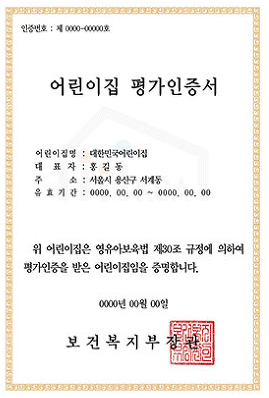 인증번호 : 제 0000-00000호
어린이집 평가인증서
어린이집명 : 대한민국어린이집
대 표 자 : 홍 길 동
주 소 : 서울시 용산구 서계동
유 효 기 간 : 0000. 00. 00 ~ 0000. 00. 00
위 어린이집은 영유아보육법 제30조 규정에 의하여
평가인증을 받은 어린이집임을 증명합니다.
0000년 00월 00일
보건복지부장관